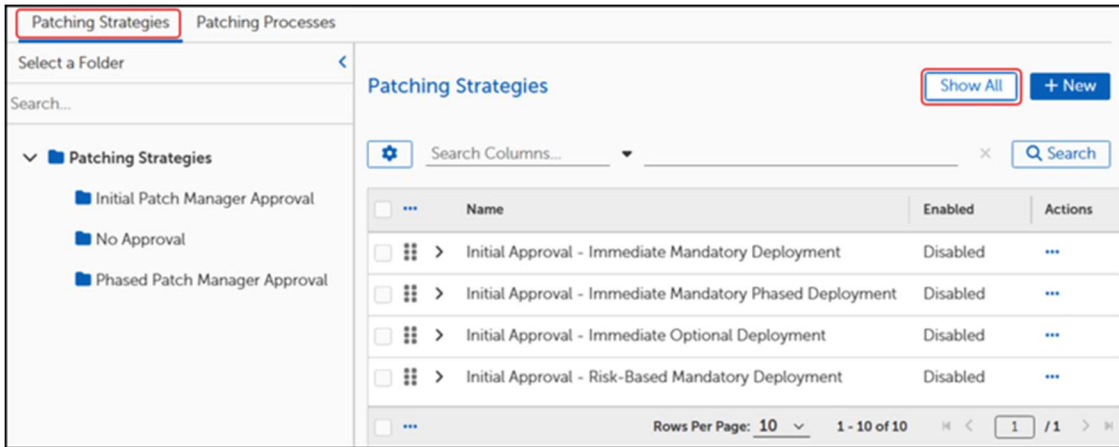 Patching Strategies Patching Processes
Select a Folder
Search...
Patching Strategies
Initial Patch Manager Approval
No Approval
Phased Patch Manager Approval
Patching Strategies
Show All
+ New
Search Columns...
Search
Name Enabled Actions
Initial Approval - Immediate Mandatory Deployment Disabled
Initial Approval - Immediate Mandatory Phased Deployment Disabled
Initial Approval - Immediate Optional Deployment Disabled
Initial Approval - Risk-Based Mandatory Deployment Disabled
Rows Per Page: 10 1 - 10 of 10 1 / 1